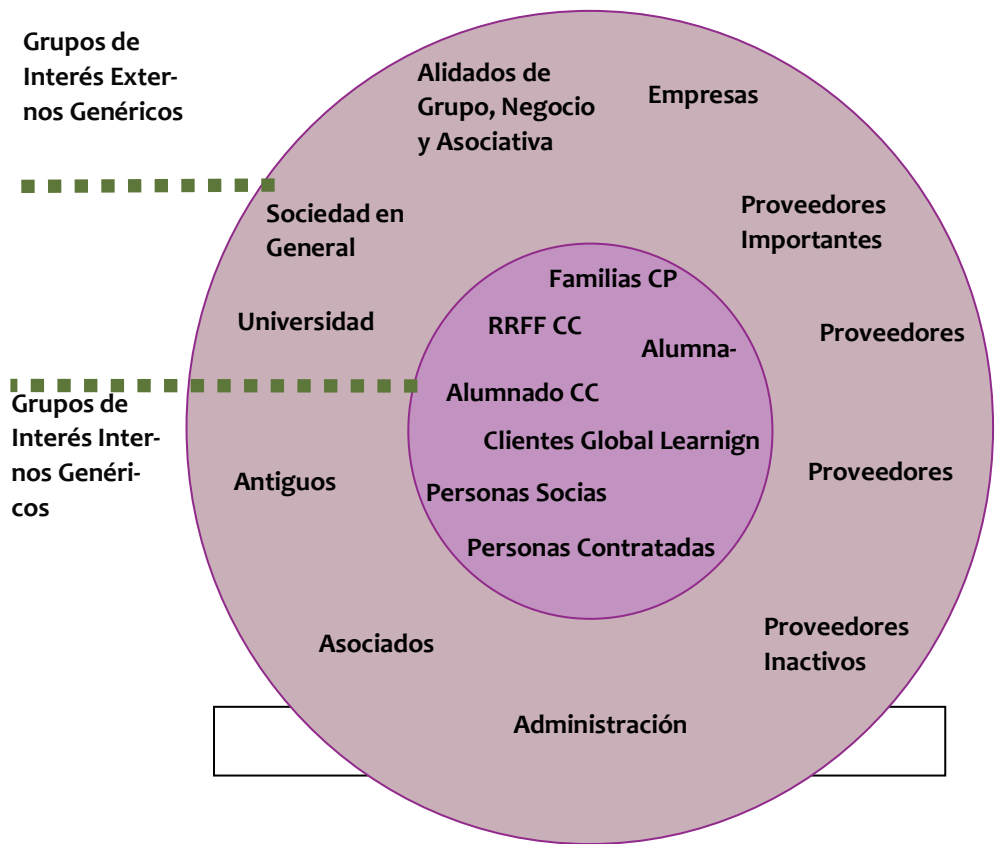 Grupos de
Interés Exter-
nos Genéricos
Alidados de
Grupo, Negocio
y Asociativa
Empresas
Sociedad en
General
Proveedores
Importantes
Familias CP
Universidad
RRFF CC
Alumna-
Proveedores
Alumnado CC
Grupos de
Interés Inter-
nos Genéri-
cos
Clientes Global Learnign
Antiguos
Proveedores
Personas Socias
Personas Contratadas
Asociados
Proveedores
Inactivos
Administración